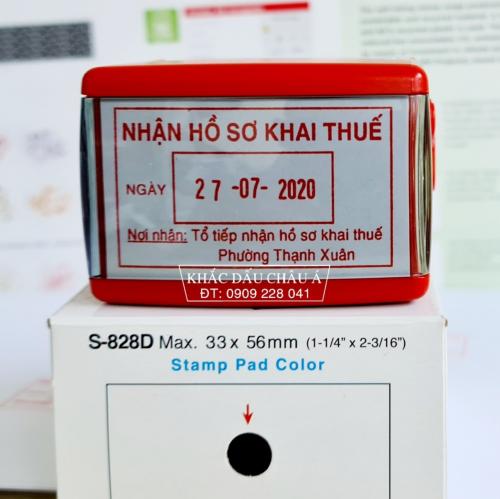 NHẬN HỒ SƠ KHAI THUẾ
NGÀY 27 -07- 2020
Nơi nhận: Tổ tiếp nhận hồ sơ khai thuế
Phường Thạnh Xuân
KHẮC DẤU CHÂU Á
ĐT: 0909 228 041
S-828D Max. 33 x 56mm (1-1/4" x 2-3/16")
Stamp Pad Color